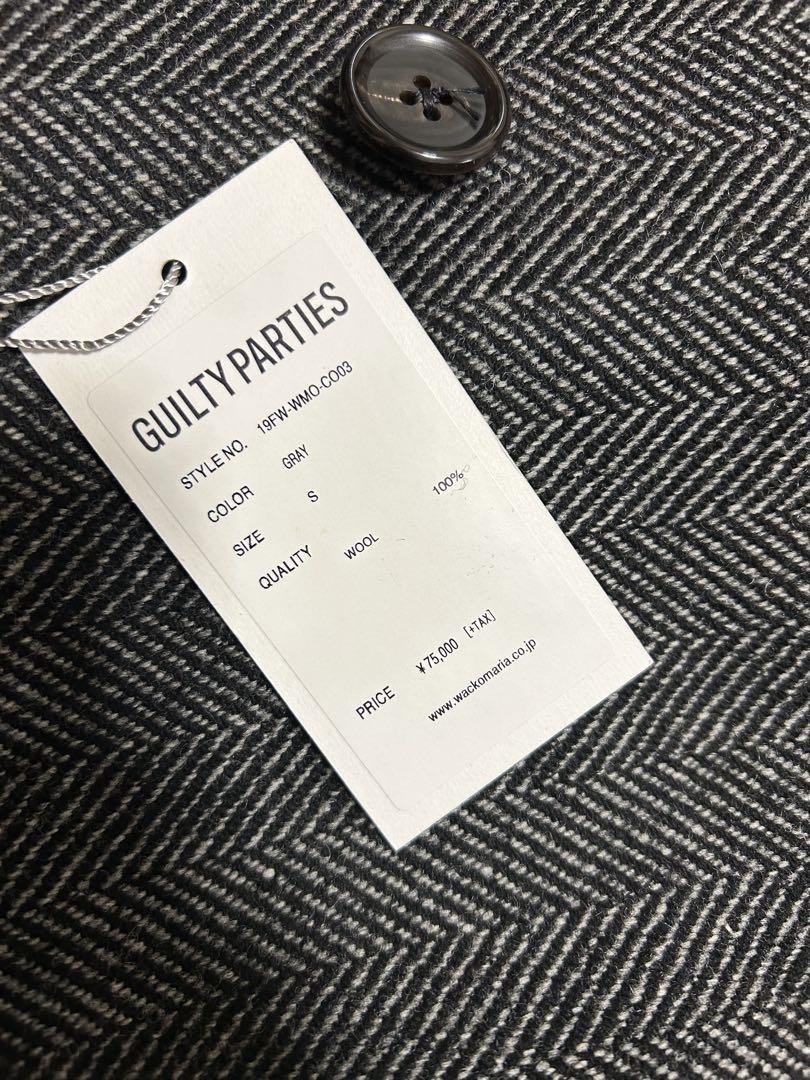 GUILTY PARTIES
STYLE NO. 19FW-WMO-CO03
COLOR GRAY
SIZE S
QUALITY WOOL 100%
PRICE ¥75,000 [+TAX]
www.wackomaria.co.jp